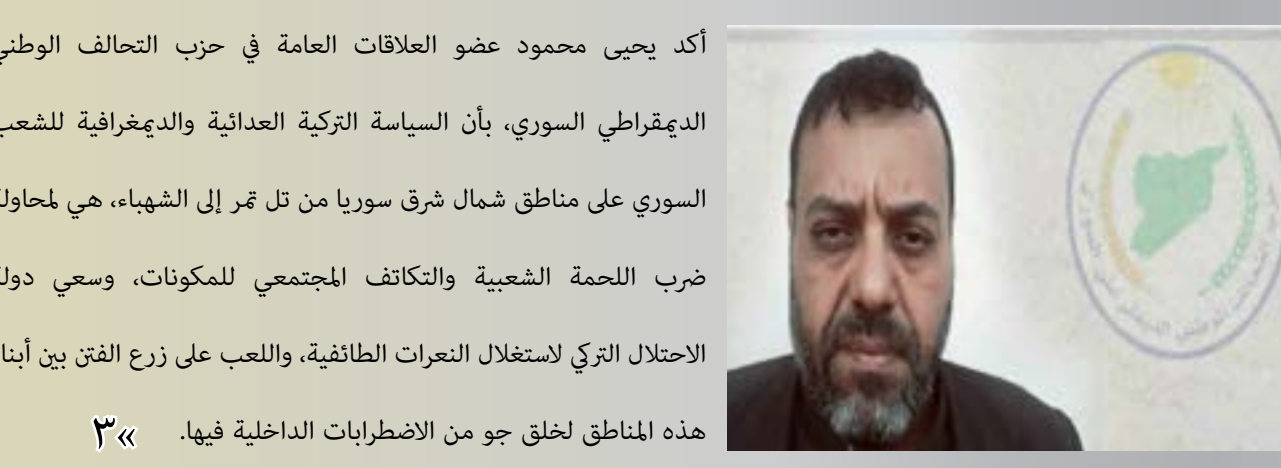 أكد يحيى محمود عضو العلاقات العامة في حزب التحالف الوطني
الديمقراطي السوري، بأن السياسة التركية العدائية والديمغرافية للشعب
السوري على مناطق شمال شرق سوريا من تل تمر إلى الشهباء، هي لمحاولة
ضرب اللحمة الشعبية والتكاتف المجتمعي للمكونات، وسعي دولة
الاحتلال التركي لاستغلال النعرات الطائفية، واللعب على زرع الفتن بين أبناء
هذه المناطق لخلق جو من الاضطرابات الداخلية فيها. »٣